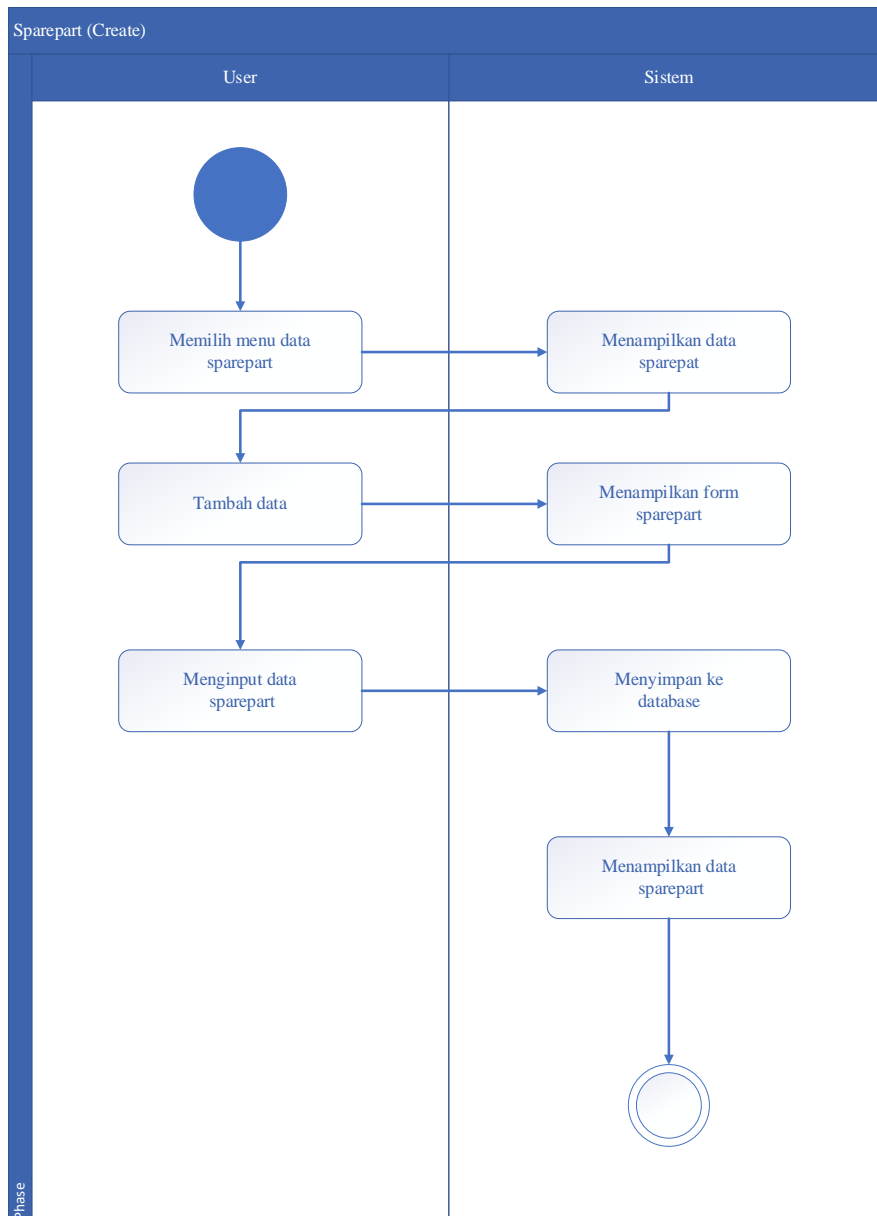 Sparepart (Create)
User
Sistem
Memilih menu data
sparepart
Menampilkan data
sparepat
Tambah data
Menampilkan form
sparepart
Menginput data
sparepart
Menyimpan ke
database
Menampilkan data
sparepart
Phase